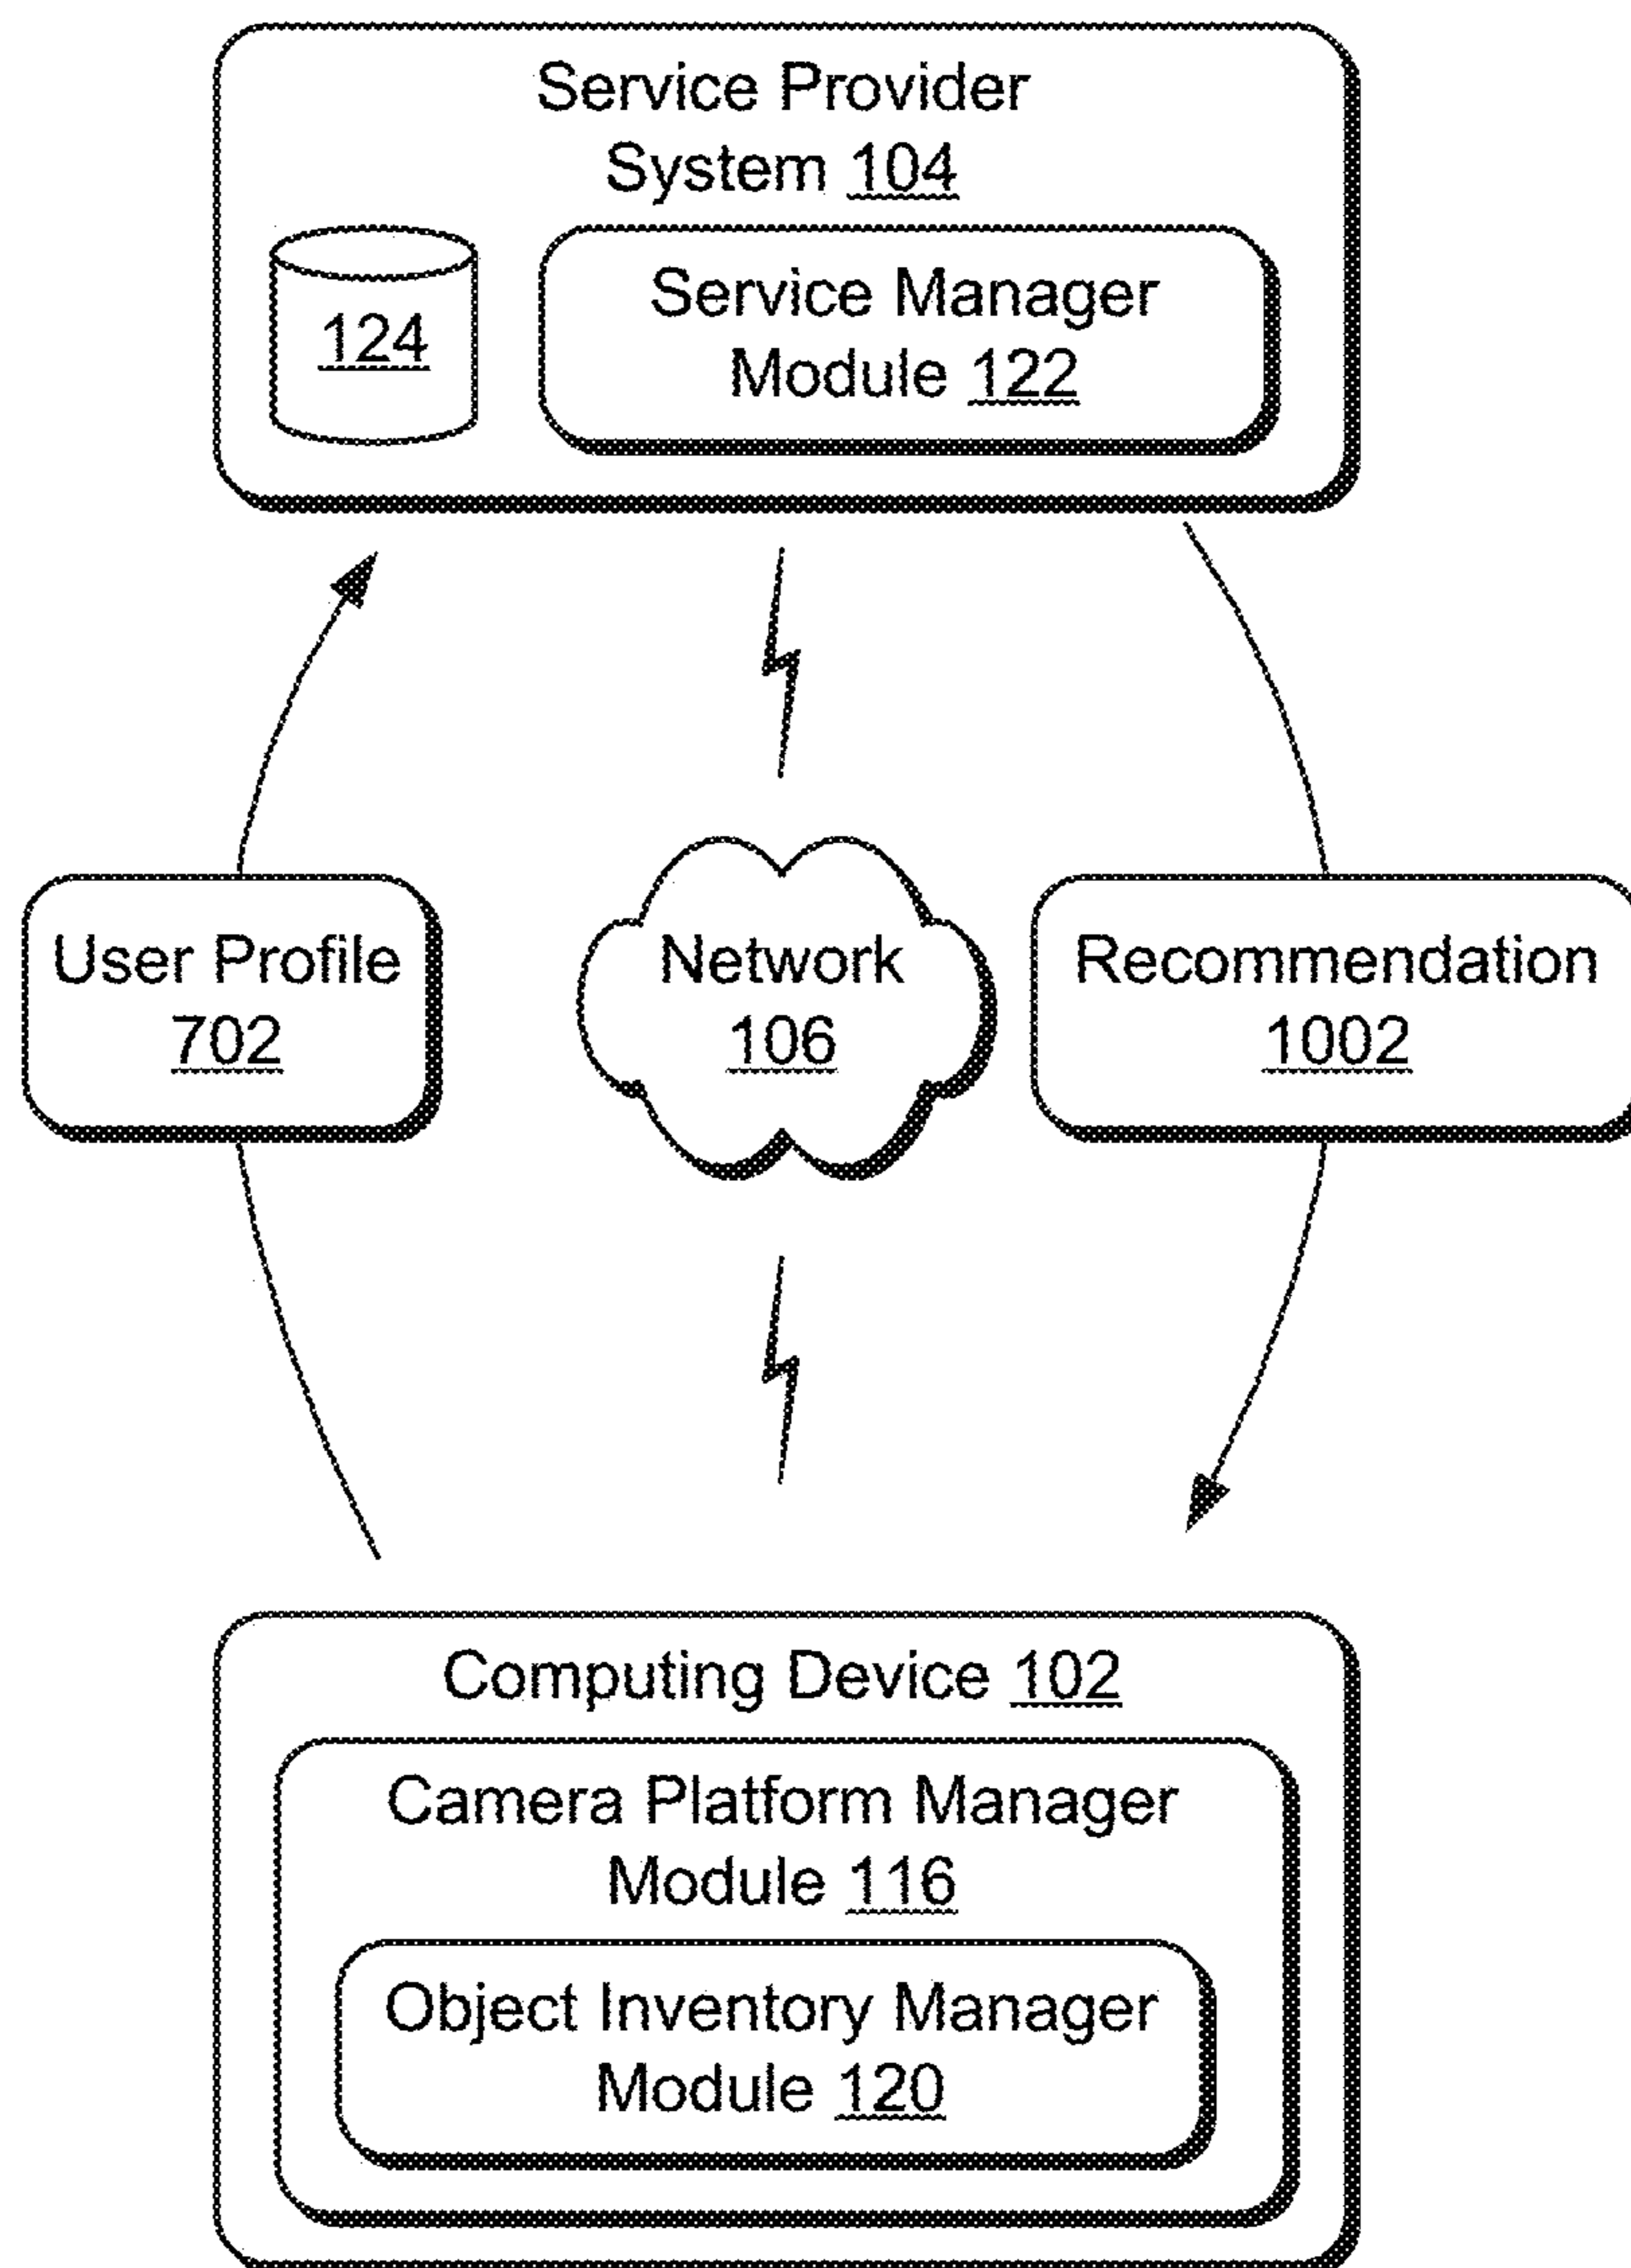 Service Provider
System 104
124
Service Manager
Module 122
User Profile
702
Network
106
Recommendation
1002
Computing Device 102
Camera Platform Manager
Module 116
Object Inventory Manager
Module 120